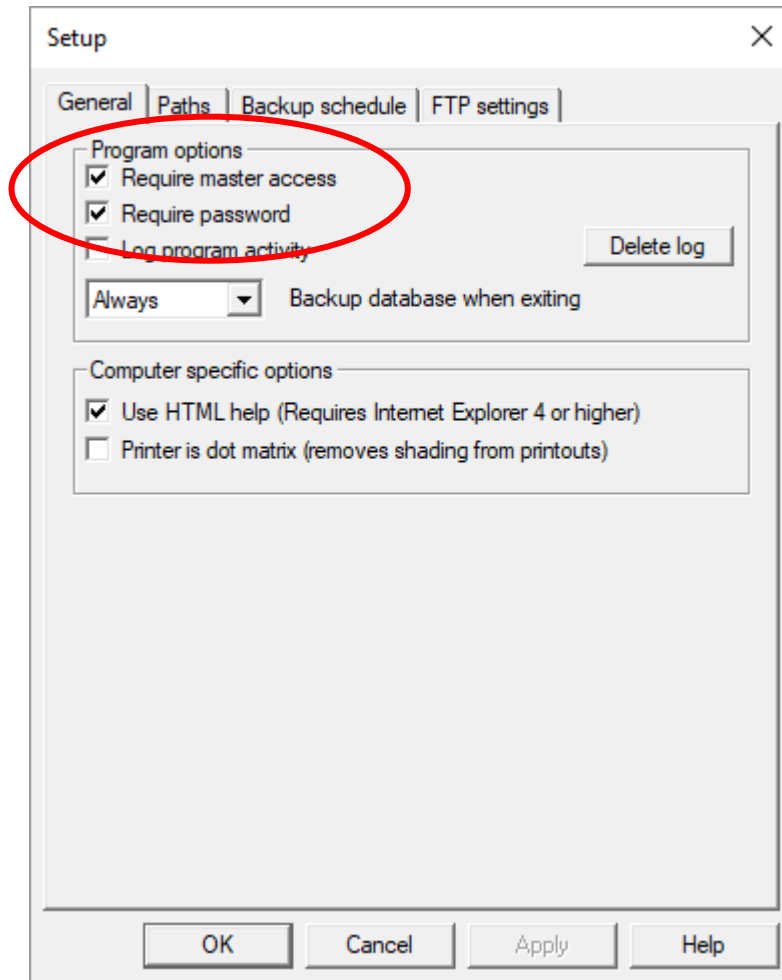 Setup
General Paths Backup schedule FTP settings
Program options
Require master access
Require password
Log program activity Delete log
Always Backup database when exiting
Computer specific options
Use HTML help (Requires Internet Explorer 4 or higher)
Printer is dot matrix (removes shading from printouts)
OK Cancel Apply Help